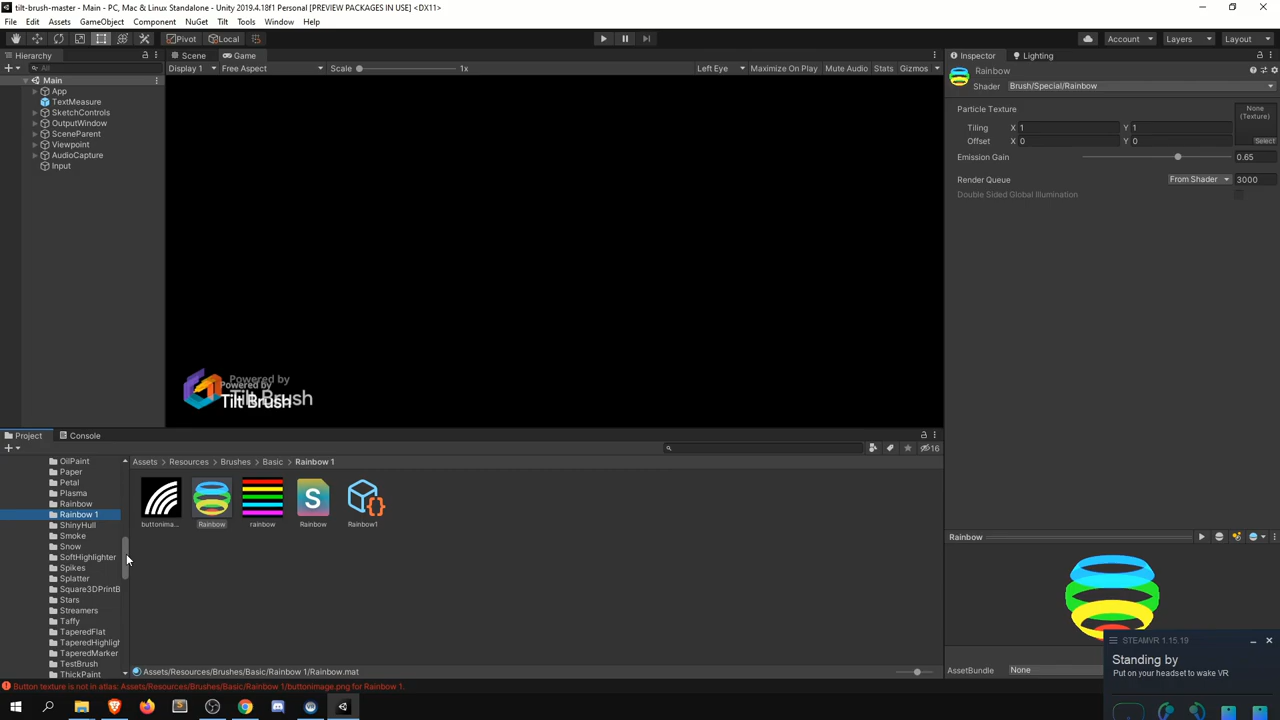 tilt-brush-master - Main - PC, Mac & Linux Standalone - Unity 2019.4.18f1 Personal [PREVIEW PACKAGES IN USE] <DX11>
File Edit Assets GameObject Component NuGet Tilt Tools Window Help
Pivot Local Account Layers Layout
Hierarchy Scene Game Inspector Lighting
All Display 1 Free Aspect Scale 1x Left Eye Maximize On Play Mute Audio Stats Gizmos
Main
App
TextMeasure
SketchControls
OutputWindow
SceneParent
Viewpoint
AudioCapture
Input
Rainbow
Shader Brush/Special/Rainbow
Particle Texture
None
(Texture)
Tiling X 1 Y 1
Offset X 0 Y 0
Select
Emission Gain 0.65
Render Queue From Shader 3000
Double Sided Global Illumination
Powered by
Tilt Brush
Powered by
Tilt Brush
Project Console
16
Assets > Resources > Brushes > Basic > Rainbow 1
OilPaint
Paper
Petal
Plasma
Rainbow
Rainbow 1
ShinyHull
Smoke
Snow
SoftHighlighter
Spikes
Splatter
Square3DPrintB
Stars
Streamers
Taffy
TaperedFlat
TaperedHighligh
TaperedMarker
TestBrush
ThickPaint
S
buttonima... Rainbow rainbow Rainbow Rainbow1
Assets/Resources/Brushes/Basic/Rainbow 1/Rainbow.mat
Rainbow
AssetBundle None
STEAMVR 1.15.19
Standing by
Put on your headset to wake VR
Button texture is not in atlas: Assets/Resources/Brushes/Basic/Rainbow 1/buttonimage.png for Rainbow 1.